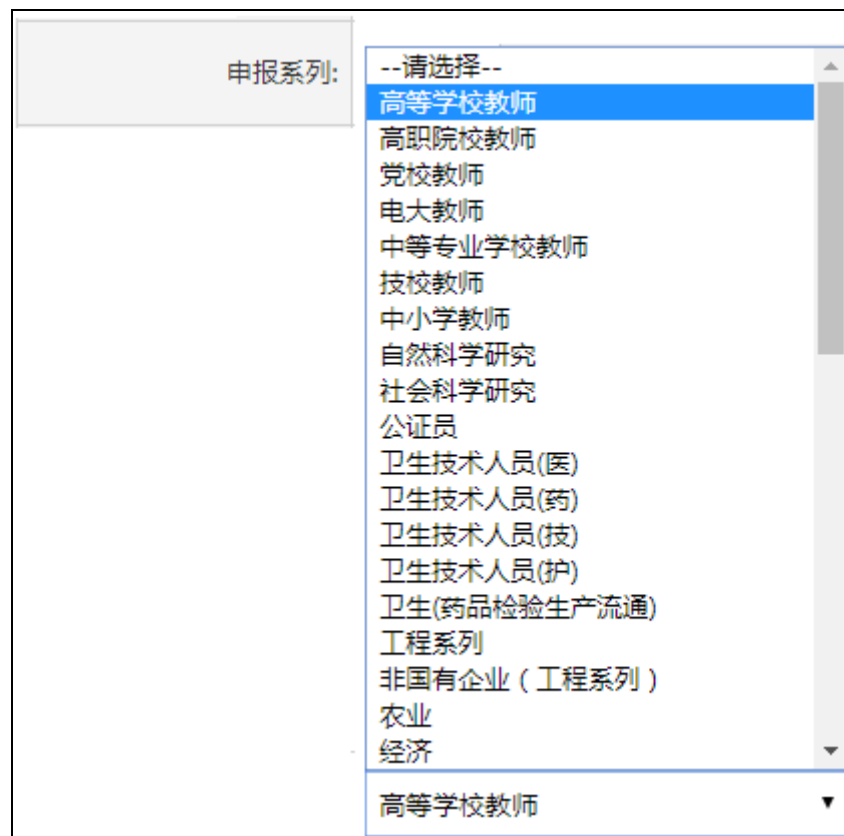 申报系列:
--请选择--
高等学校教师
高职院校教师
党校教师
电大教师
中等专业学校教师
技校教师
中小学教师
自然科学研究
社会科学研究
公证员
卫生技术人员(医)
卫生技术人员(药)
卫生技术人员(技)
卫生技术人员(护)
卫生(药品检验生产流通)
工程系列
非国有企业（工程系列）
农业
经济
高等学校教师